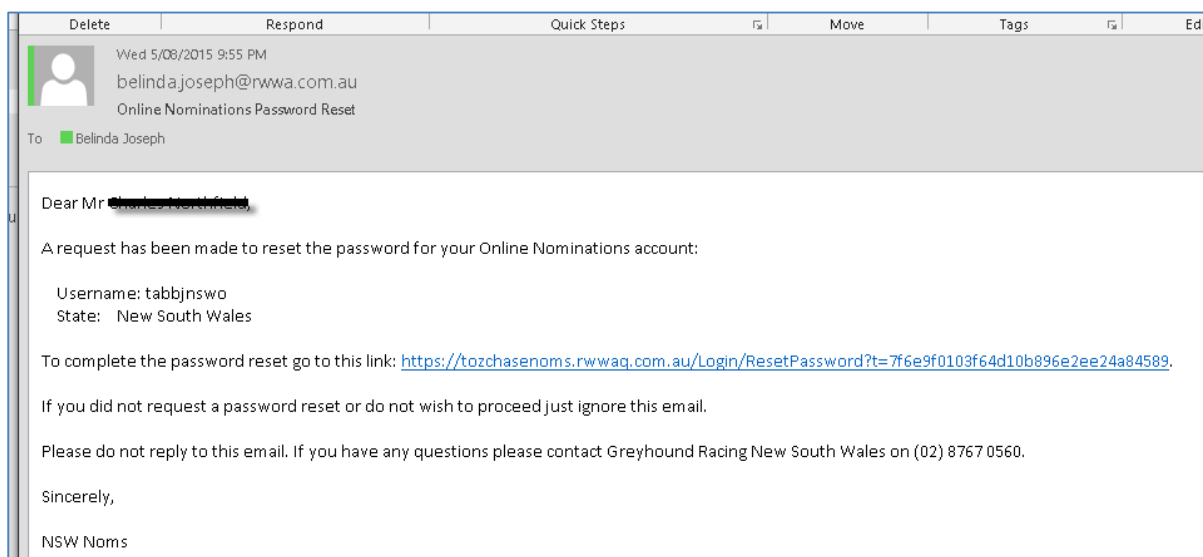 Delete Respond Quick Steps Move Tags Ed
Wed 5/08/2015 9:55 PM
belinda.joseph@rwwa.com.au
Online Nominations Password Reset
To Belinda Joseph
Dear Mr
A request has been made to reset the password for your Online Nominations account:
Username: tabbjnswo
State: New South Wales
To complete the password reset go to this link: https://tozchasenoms.rwwaq.com.au/Login/ResetPassword?t=7f6e9f0103f64d10b896e2ee24a84589.
If you did not request a password reset or do not wish to proceed just ignore this email.
Please do not reply to this email. If you have any questions please contact Greyhound Racing New South Wales on (02) 8767 0560.
Sincerely,
NSW Noms